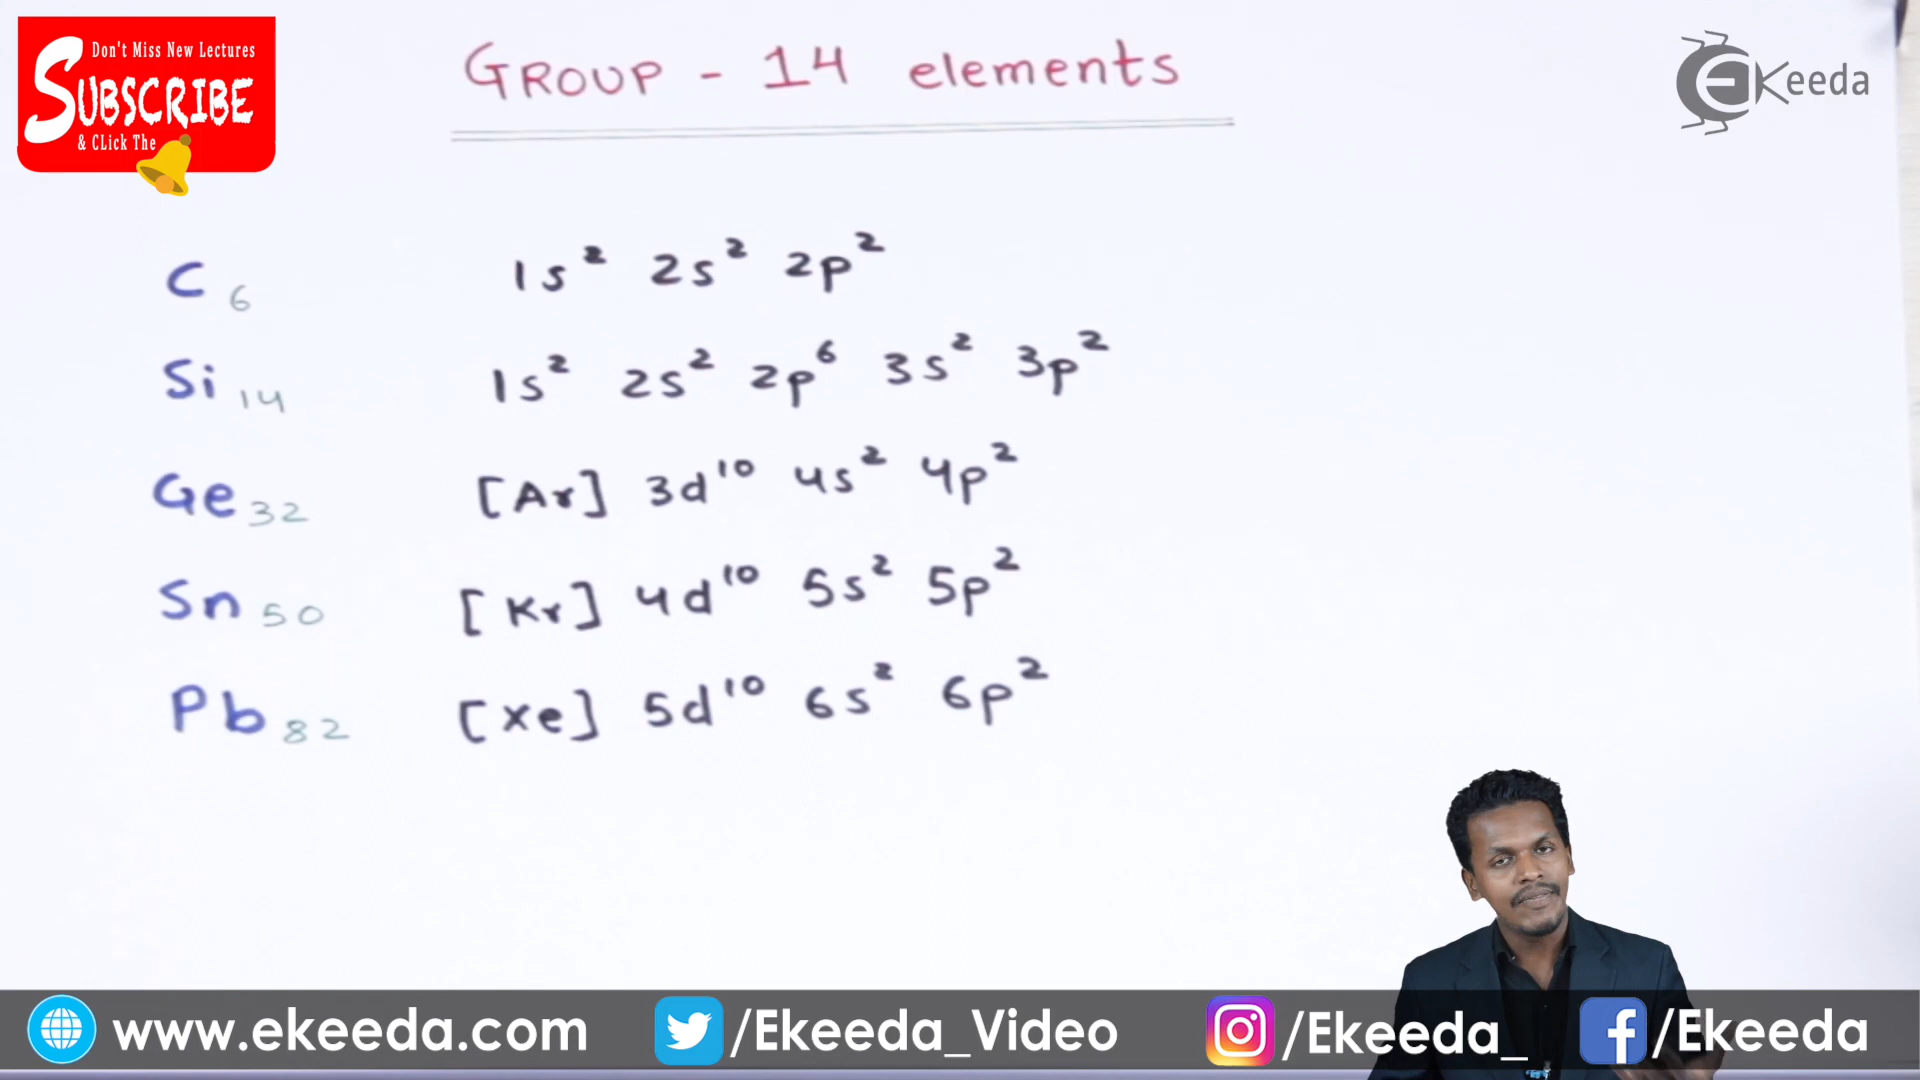 Don't Miss New Lectures
SUBSCRIBE
& CLick The
GROUP - 14 elements
EKeeda
C 6 1s² 2s² 2p²
Si 14 1s² 2s² 2p⁶ 3s² 3p²
Ge 32 [Ar] 3d¹⁰ 4s² 4p²
Sn 50 [Kr] 4d¹⁰ 5s² 5p²
Pb 82 [Xe] 5d¹⁰ 6s² 6p²
www.ekeeda.com /Ekeeda_Video /Ekeeda_ /Ekeeda